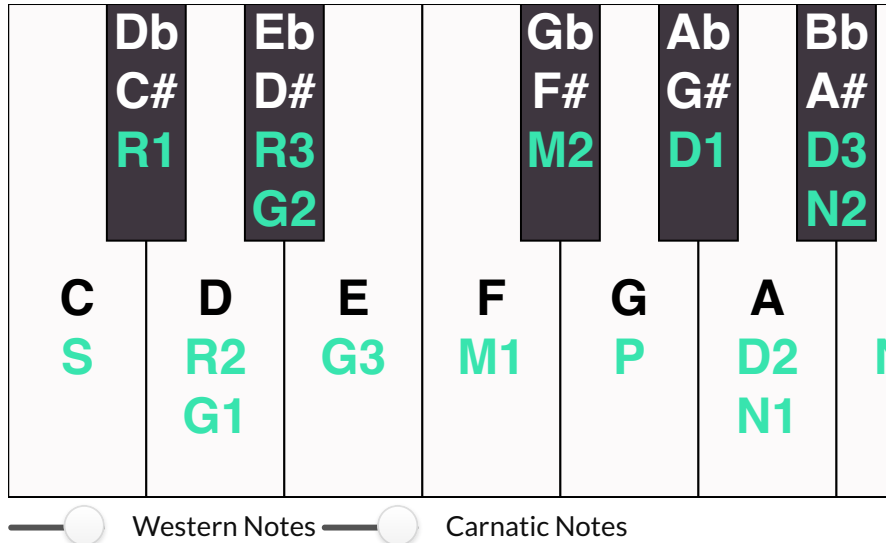 Db Eb Gb Ab Bb
C# D# F# G# A#
R1 R3 M2 D1 D3
G2 N2
C D E F G A
S R2 G3 M1 P D2
G1 N1
Western Notes Carnatic Notes